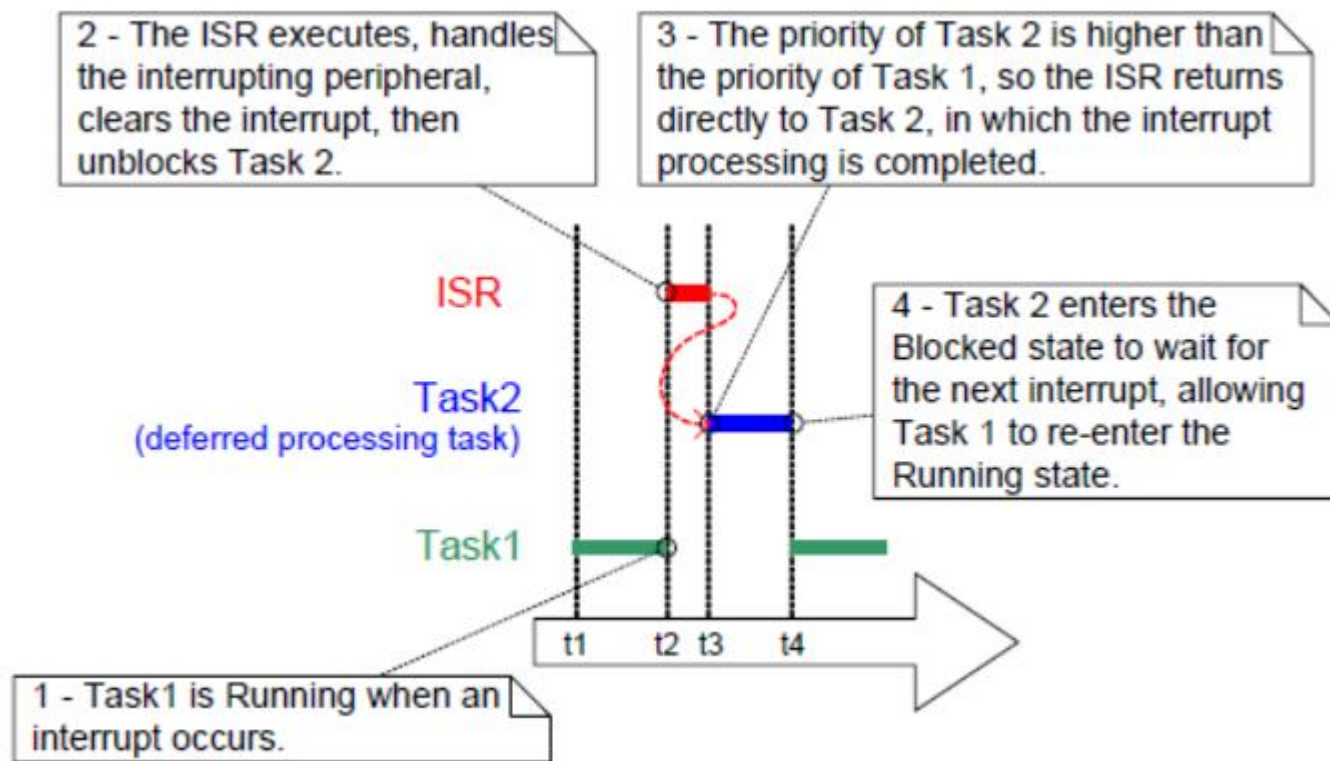 2 - The ISR executes, handles
the interrupting peripheral,
clears the interrupt, then
unblocks Task 2.
3 - The priority of Task 2 is higher than
the priority of Task 1, so the ISR returns
directly to Task 2, in which the interrupt
processing is completed.
ISR
4 - Task 2 enters the
Blocked state to wait for
the next interrupt, allowing
Task 1 to re-enter the
Running state.
Task2
(deferred processing task)
Task1
t1 t2 t3 t4
1 - Task1 is Running when an
interrupt occurs.